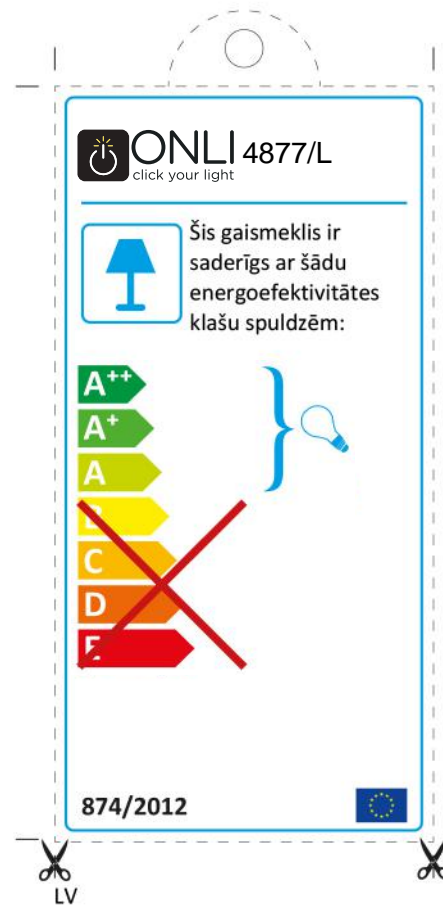 ONLI 4877/L
click your light
Šis gaismeklis ir
saderīgs ar šādu
energoefektivitātes
klašu spuldzēm:
A++
A+
A
B
C
D
E
874/2012
LV